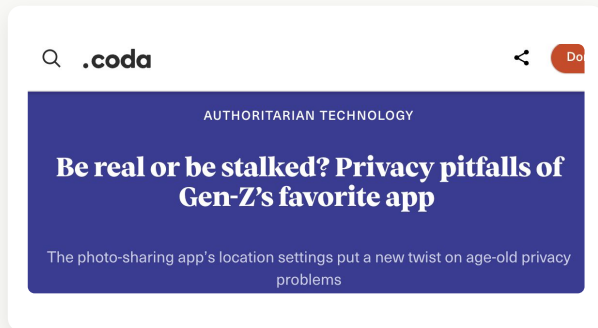 .coda
Do
AUTHORITARIAN TECHNOLOGY
Be real or be stalked? Privacy pitfalls of
Gen-Z’s favorite app
The photo-sharing app's location settings put a new twist on age-old privacy
problems